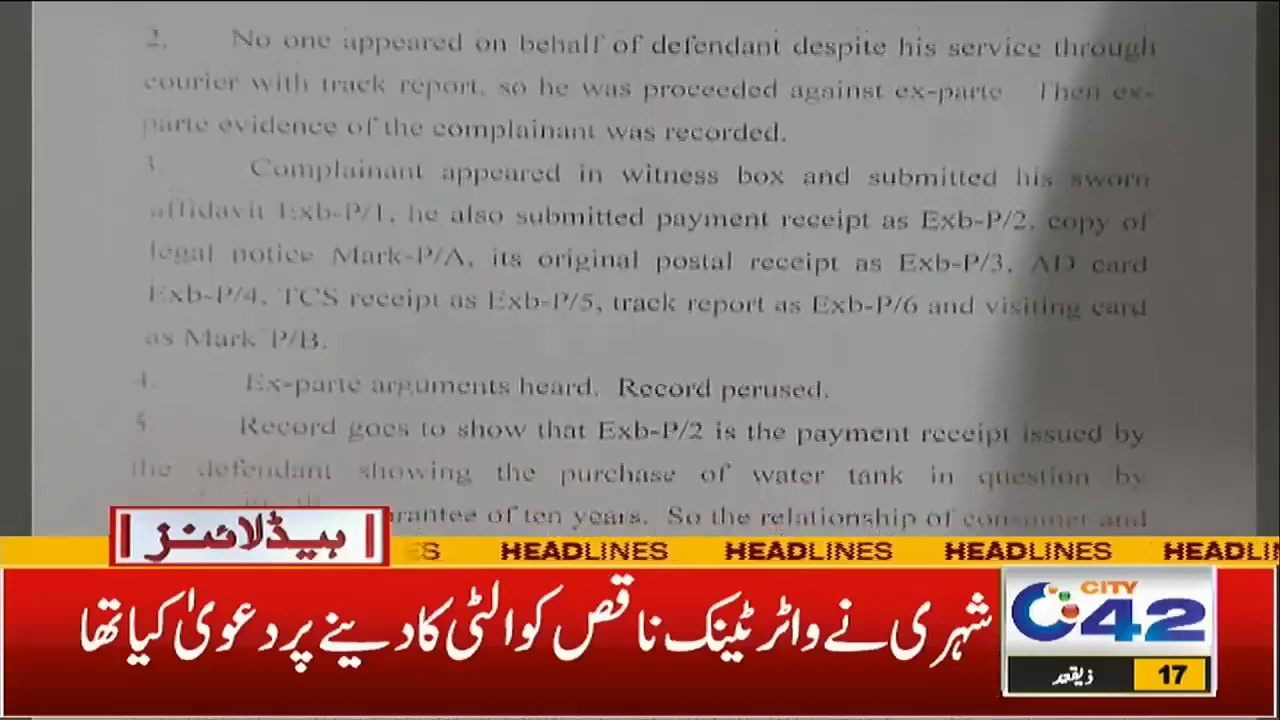 2. No one appeared on behalf of defendant despite his service through
courier with track report, so he was proceeded against ex-parte. Then ex-
parte evidence of the complainant was recorded.
3. Complainant appeared in witness box and submitted his sworn
affidavit Exb-P/1, he also submitted payment receipt as Exb-P/2, copy of
legal notice Mark-P/A, its original postal receipt as Exb-P/3, AD card
Exb-P/4, TCS receipt as Exb-P/5, track report as Exb-P/6 and visiting card
as Mark P/B.
4. Ex-parte arguments heard. Record perused.
5. Record goes to show that Exb-P/2 is the payment receipt issued by
the defendant showing the purchase of water tank in question by
of ten years. So the relationship of consumer and
ہیڈلائنز
HEADLINES HEADLINES HEADLINES
شہری نے واٹر ٹینک ناقص کوالٹی کا دینے پر دعویٰ کیا تھا
CITY
42
17 ذیقعد